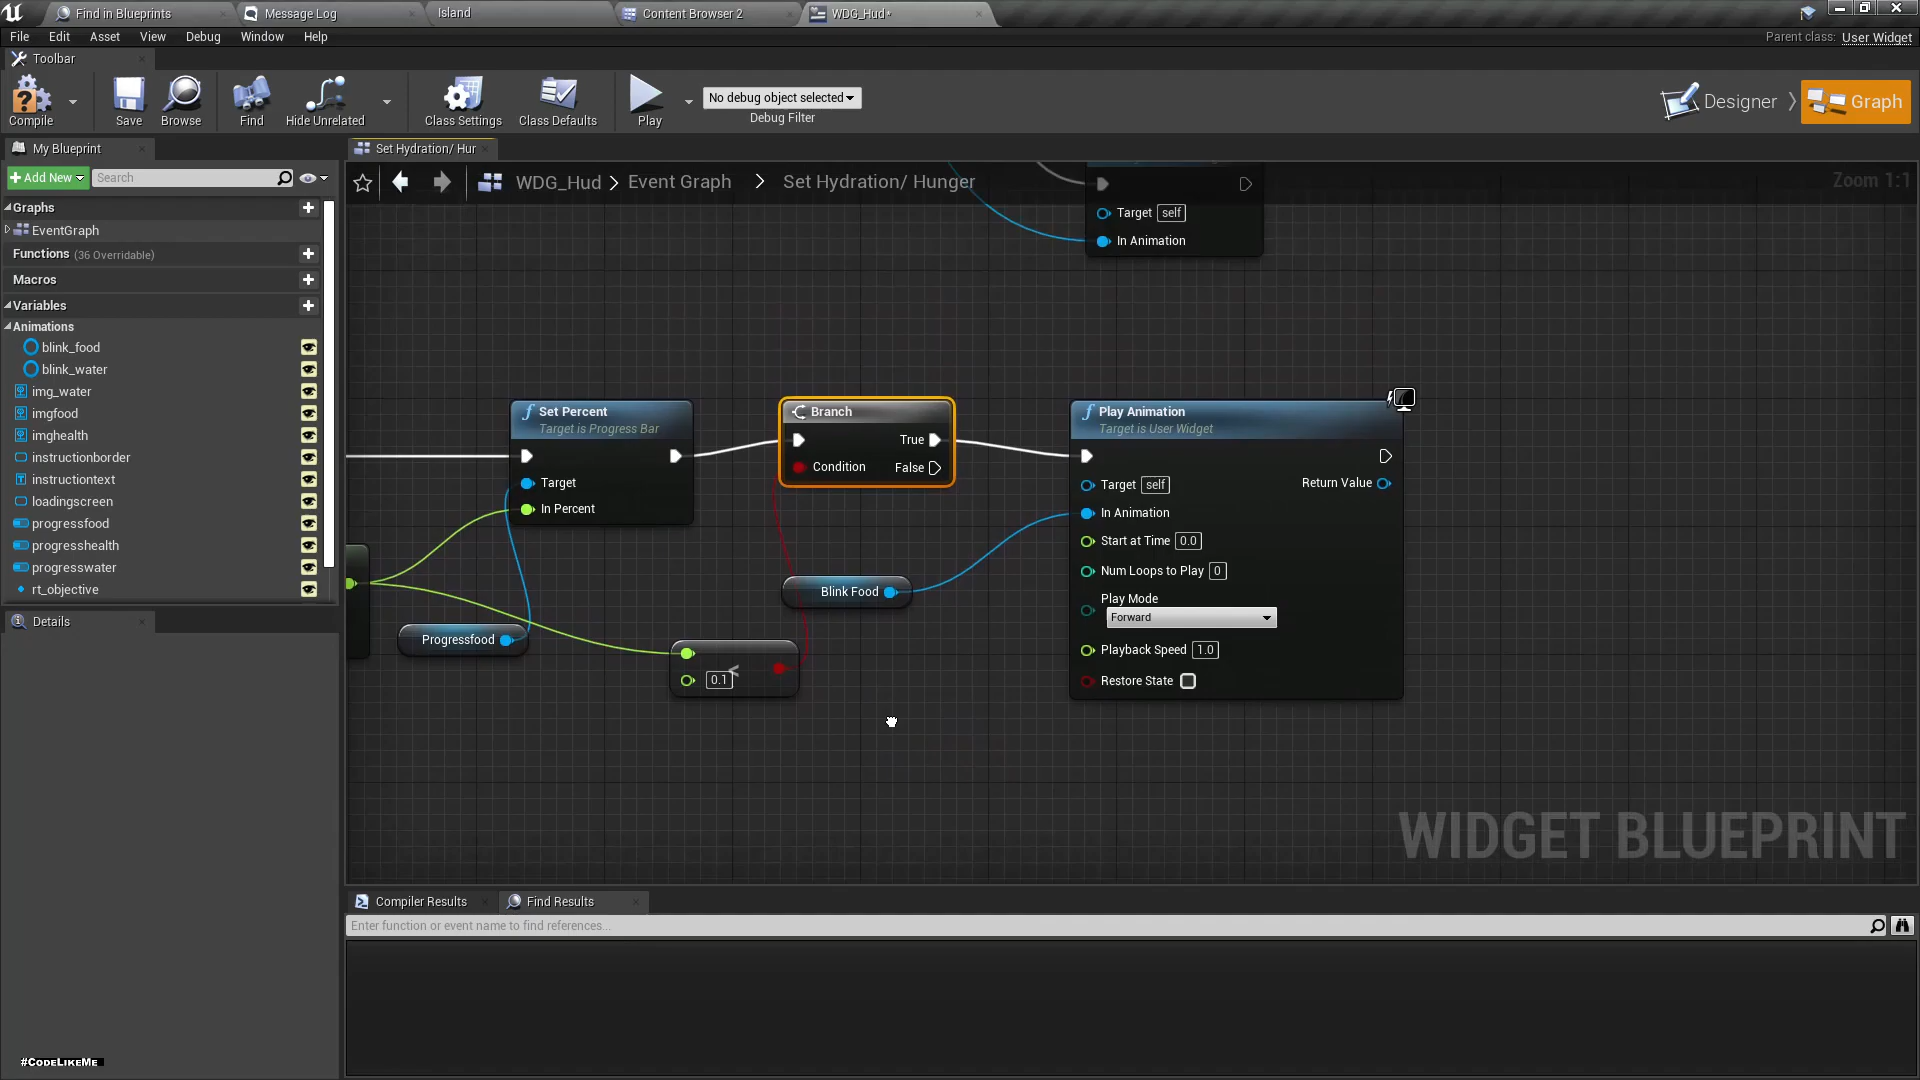 Find in Blueprints
Message Log
Island
Content Browser 2
WDG_Hud*
File Edit Asset View Debug Window Help
Parent class: User Widget
Toolbar
Compile
Save
Browse
Find
Hide Unrelated
Class Settings
Class Defaults
Play
No debug object selected
Debug Filter
Designer
Graph
My Blueprint
Set Hydration/ Hur
Add New
Search
WDG_Hud > Event Graph > Set Hydration/ Hunger
Zoom 1:1
Graphs
EventGraph
Functions (36 Overridable)
Macros
Variables
Animations
blink_food
blink_water
img_water
imgfood
imghealth
instructionborder
instructiontext
loadingscreen
progressfood
progresshealth
progresswater
rt_objective
Details
Target self
In Animation
Set Percent
Target is Progress Bar
Target
In Percent
Branch
True
Condition
False
Play Animation
Target is User Widget
Target self
Return Value
In Animation
Start at Time 0.0
Num Loops to Play 0
Play Mode
Forward
Playback Speed 1.0
Restore State
Blink Food
Progressfood
<
0.1
WIDGET BLUEPRINT
Compiler Results
Find Results
Enter function or event name to find references...
#CodeLikeMe